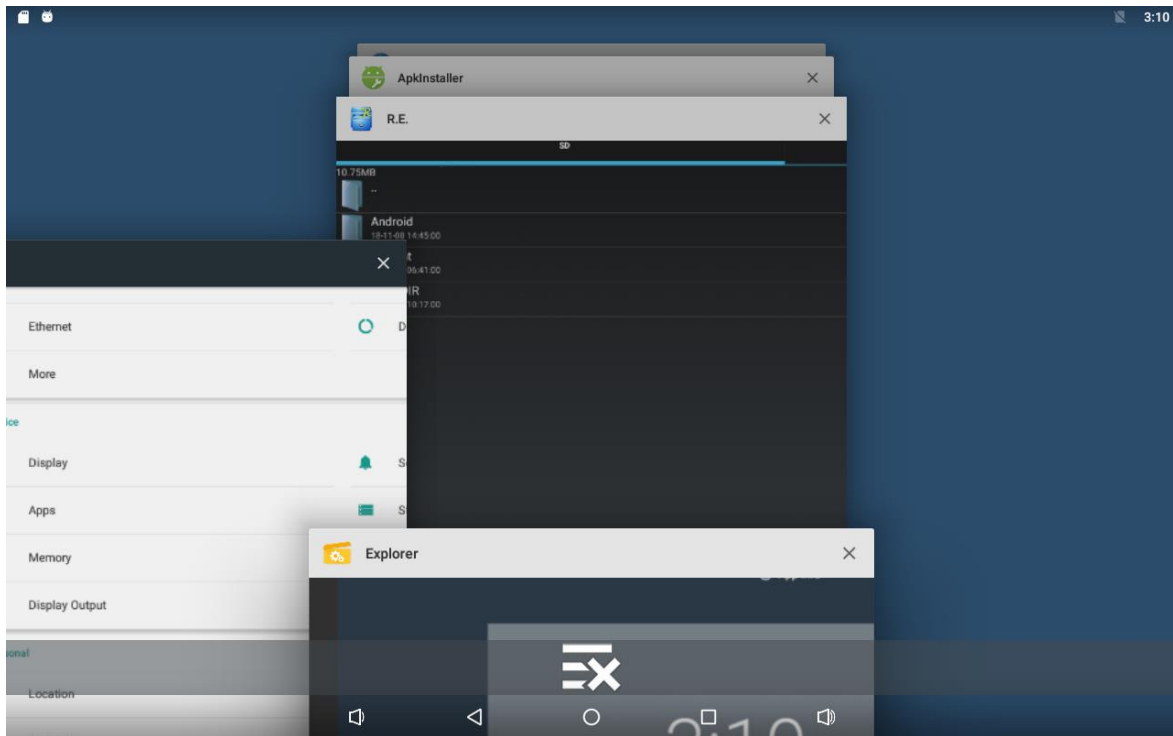 3:10
ApkInstaller
R.E.
SD
10.75MB
..
Android
18-11-08 14:45:00
06:41:00
10:17:00
Ethernet
More
Display
Apps
Memory
Display Output
Location
Explorer